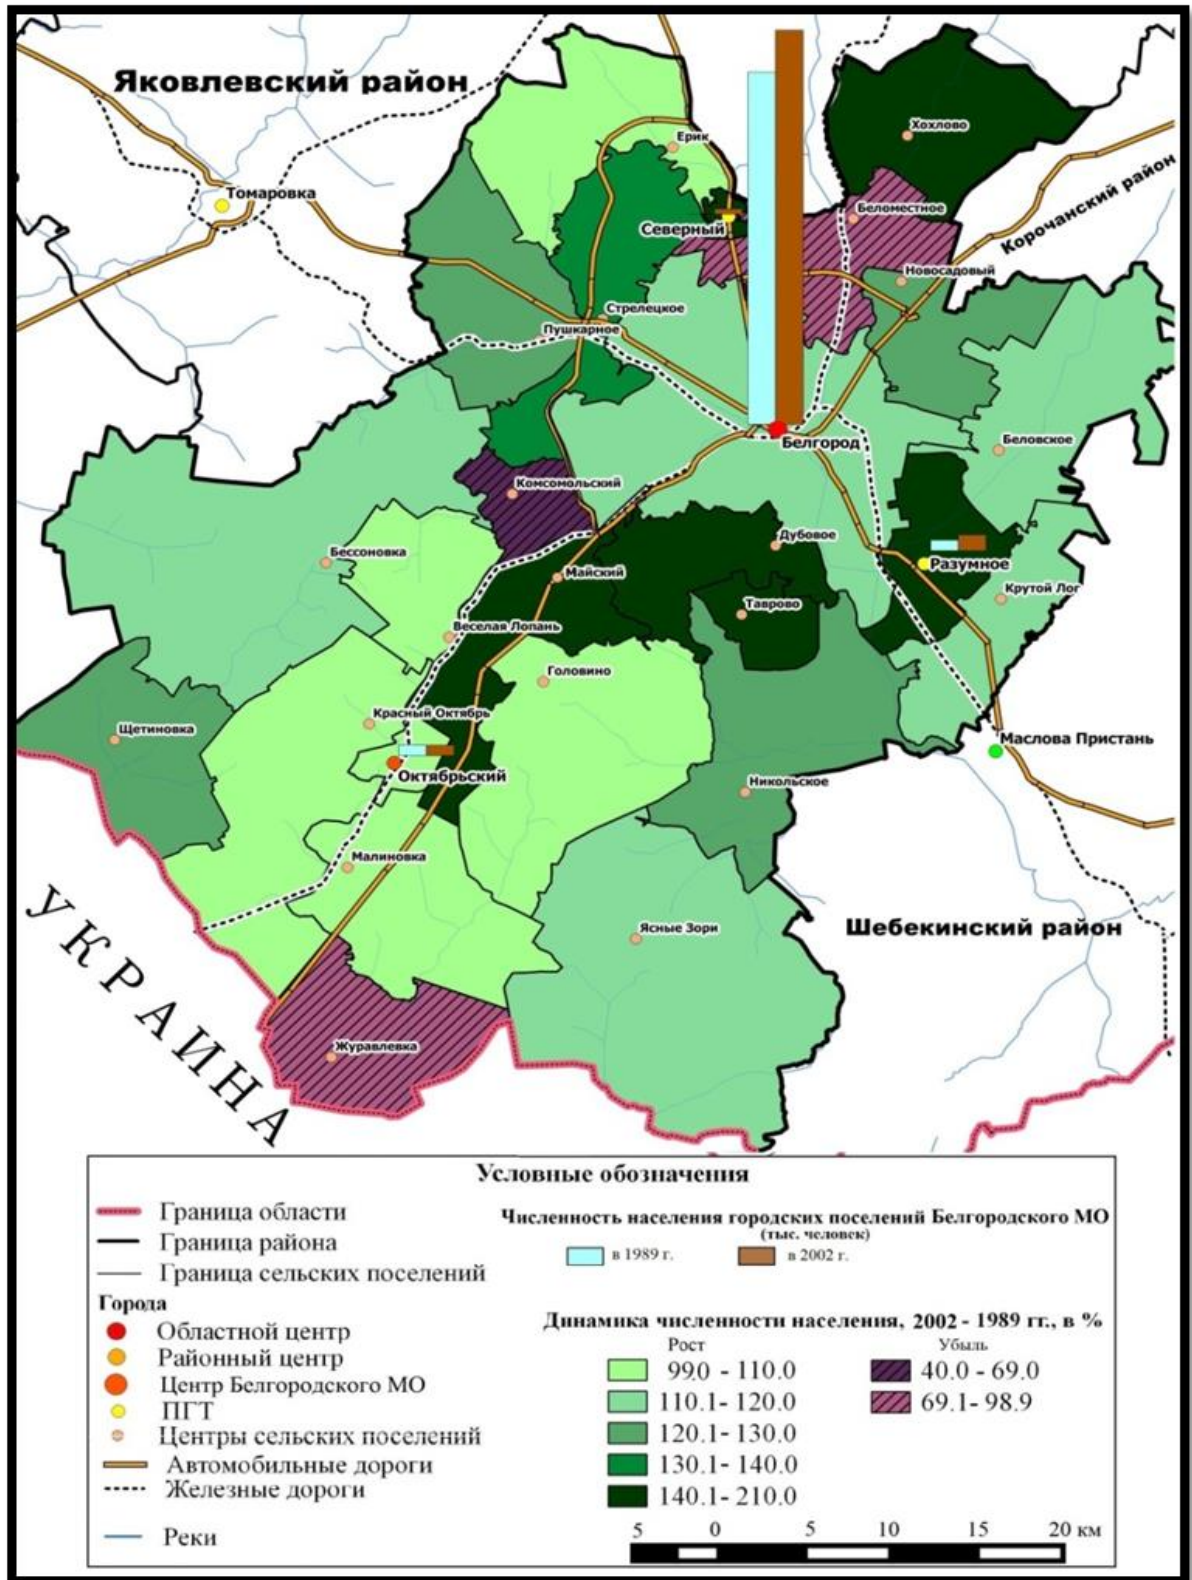 Яковлевский район
Ерик
Хохлово
Корочанский район
Томаровка
Беломестное
Северный
Новосадовый
Стрелецкое
Пушкарное
Белгород
Беловское
Комсомольский
Дубовое
Бессоновка
Майский
Разумное
Крутой Лог
Таврово
Веселая Лопань
Головино
Красный Октябрь
Щетиновка
Маслова Пристань
Октябрьский
Никольское
Малиновка
УКРАИНА
Ясные Зори
Шебекинский район
Журавлевка
Условные обозначения
Граница области
Граница района
Граница сельских поселений
Города
Областной центр
Районный центр
Центр Белгородского МО
ПГТ
Центры сельских поселений
Автомобильные дороги
Железные дороги
Реки
Численность населения городских поселений Белгородского МО
(тыс. человек)
в 1989 г. в 2002 г.
Динамика численности населения, 2002 - 1989 гг., в %
Рост Убыль
99.0 - 110.0 40.0 - 69.0
110.1- 120.0 69.1- 98.9
120.1- 130.0
130.1- 140.0
140.1- 210.0
5 0 5 10 15 20 км